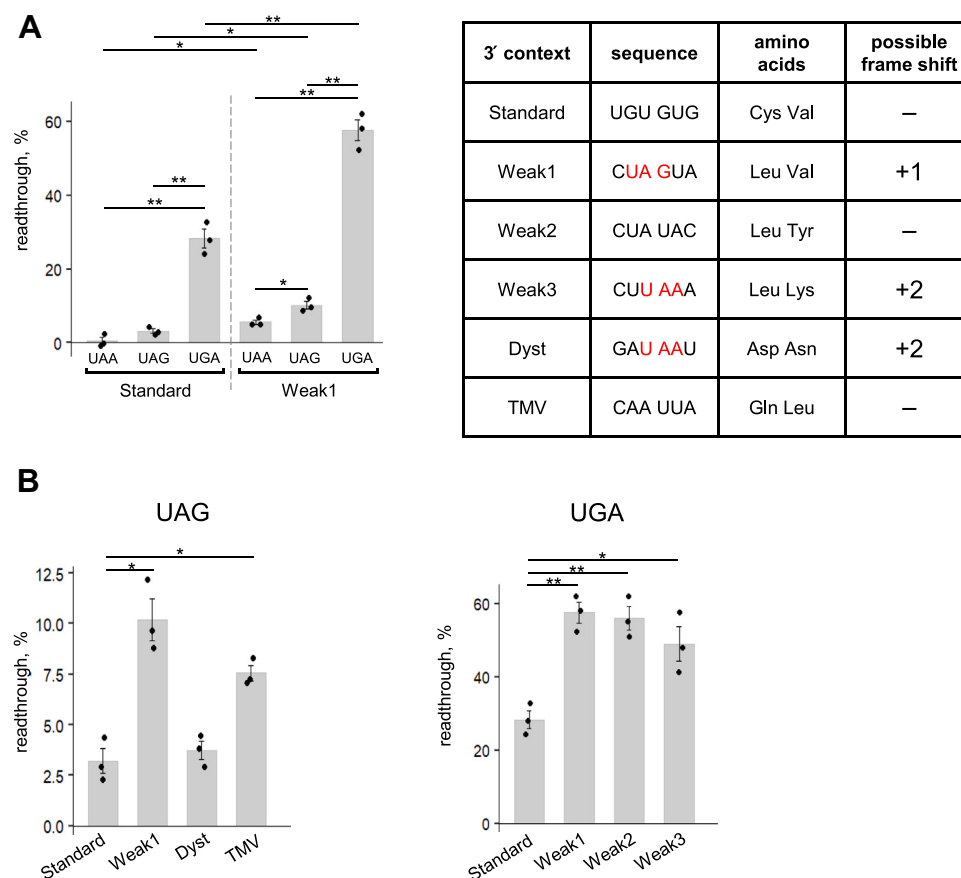 A
**
*
*
**
**
**
**
*
readthrough, %
60
40
20
0
UAA UAG UGA UAA UAG UGA
Standard Weak1
3′ context sequence amino acids possible frame shift
Standard UGU GUG Cys Val –
Weak1 CUA GUA Leu Val +1
Weak2 CUA UAC Leu Tyr –
Weak3 CUU AAA Leu Lys +2
Dyst GAU AAU Asp Asn +2
TMV CAA UUA Gln Leu –
B
UAG
*
*
readthrough, %
12.5
10.0
7.5
5.0
2.5
0.0
Standard Weak1 Dyst TMV
UGA
*
**
**
readthrough, %
60
40
20
0
Standard Weak1 Weak2 Weak3